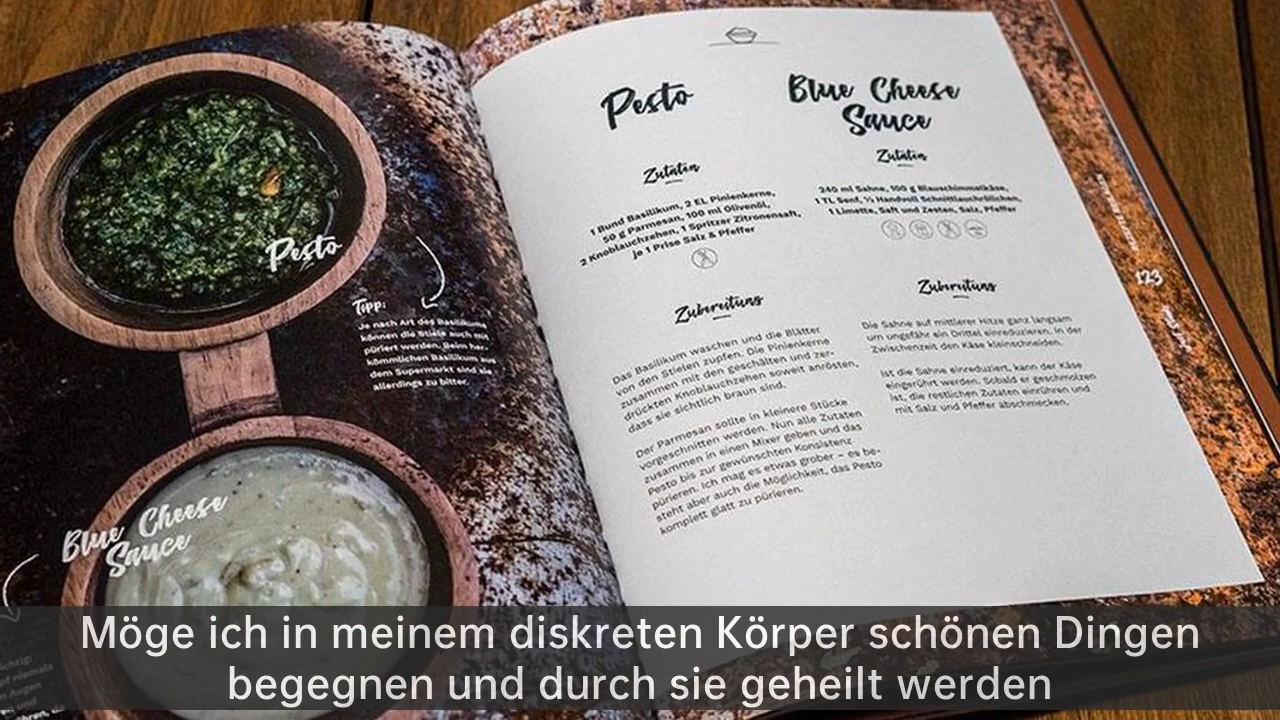 Pesto
Tipp:
Je nach Art des Basilikums
können die Stiele auch mit
püriert werden. Beim her-
kömmlichen Basilikum aus
dem Supermarkt sind sie
allerdings zu bitter.
Blue Cheese
Sauce
Pesto
Zutaten
1 Bund Basilikum, 2 EL Pinienkerne,
50 g Parmesan, 100 ml Olivenöl,
2 Knoblauchzehen, 1 Spritzer Zitronensaft,
je 1 Prise Salz & Pfeffer
Zubereitung
Das Basilikum waschen und die Blätter
von den Stielen zupfen. Die Pinienkerne
zusammen mit den geschälten und zer-
drückten Knoblauchzehen soweit anrösten,
dass sie sichtlich braun sind.
Der Parmesan sollte in kleinere Stücke
vorgeschnitten werden. Nun alle Zutaten
zusammen in einen Mixer geben und das
Pesto bis zur gewünschten Konsistenz
pürieren. Ich mag es etwas grober – es be-
steht aber auch die Möglichkeit, das Pesto
komplett glatt zu pürieren.
Blue Cheese
Sauce
Zutaten
240 ml Sahne, 100 g Blauschimmelkäse,
1 TL Senf, ½ Handvoll Schnittlauchröllchen,
1 Limette, Saft und Zesten, Salz, Pfeffer
Zubereitung
Die Sahne auf mittlerer Hitze ganz langsam
um ungefähr ein Drittel einreduzieren. In der
Zwischenzeit den Käse kleinschneiden.
Ist die Sahne einreduziert, kann der Käse
eingerührt werden. Sobald er geschmolzen
ist, die restlichen Zutaten einrühren und
mit Salz und Pfeffer abschmecken.
123
Möge ich in meinem diskreten Körper schönen Dingen
begegnen und durch sie geheilt werden